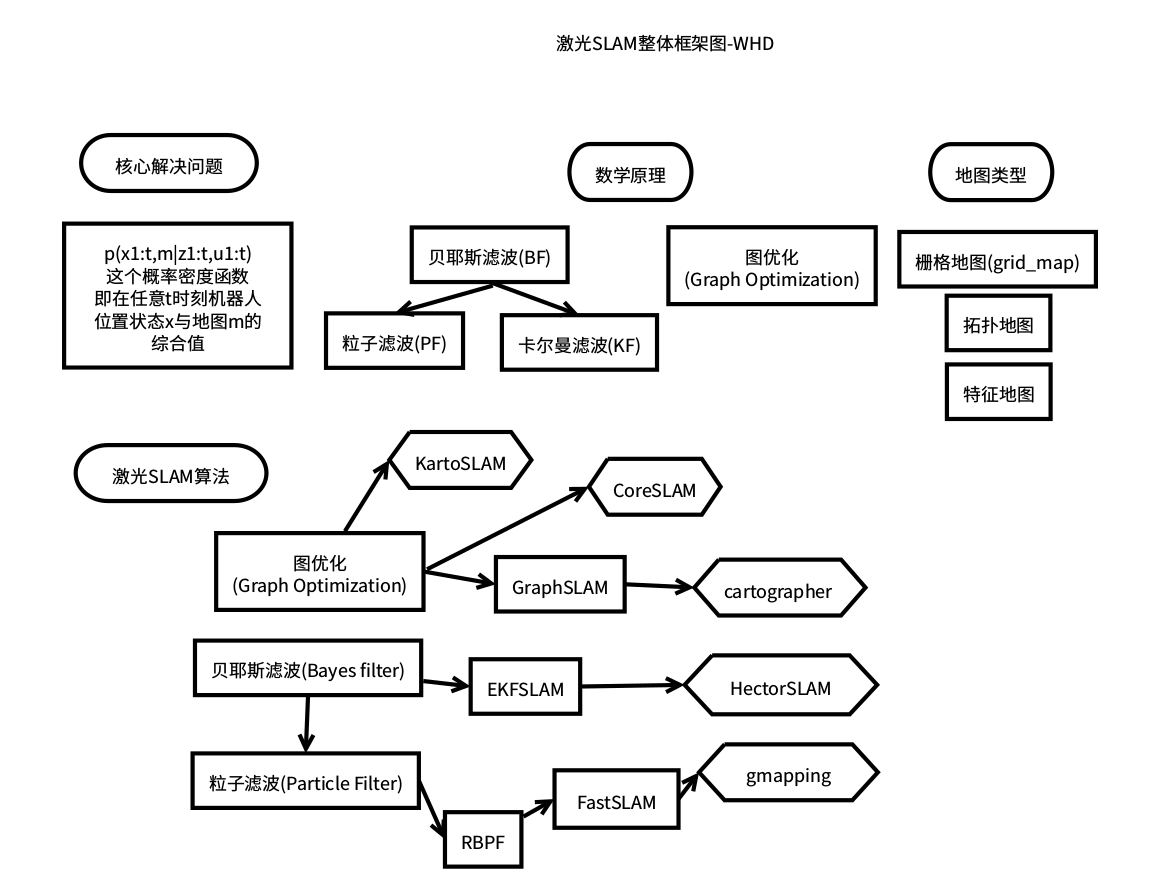 激光SLAM整体框架图-WHD
核心解决问题
数学原理
地图类型
p(x1:t,m|z1:t,u1:t)
这个概率密度函数
即在任意t时刻机器人
位置状态x与地图m的
综合值
贝耶斯滤波(BF)
粒子滤波(PF)
卡尔曼滤波(KF)
图优化
(Graph Optimization)
栅格地图(grid_map)
拓扑地图
特征地图
激光SLAM算法
KartoSLAM
CoreSLAM
图优化
(Graph Optimization)
GraphSLAM
cartographer
贝耶斯滤波(Bayes filter)
EKFSLAM
HectorSLAM
粒子滤波(Particle Filter)
RBPF
FastSLAM
gmapping